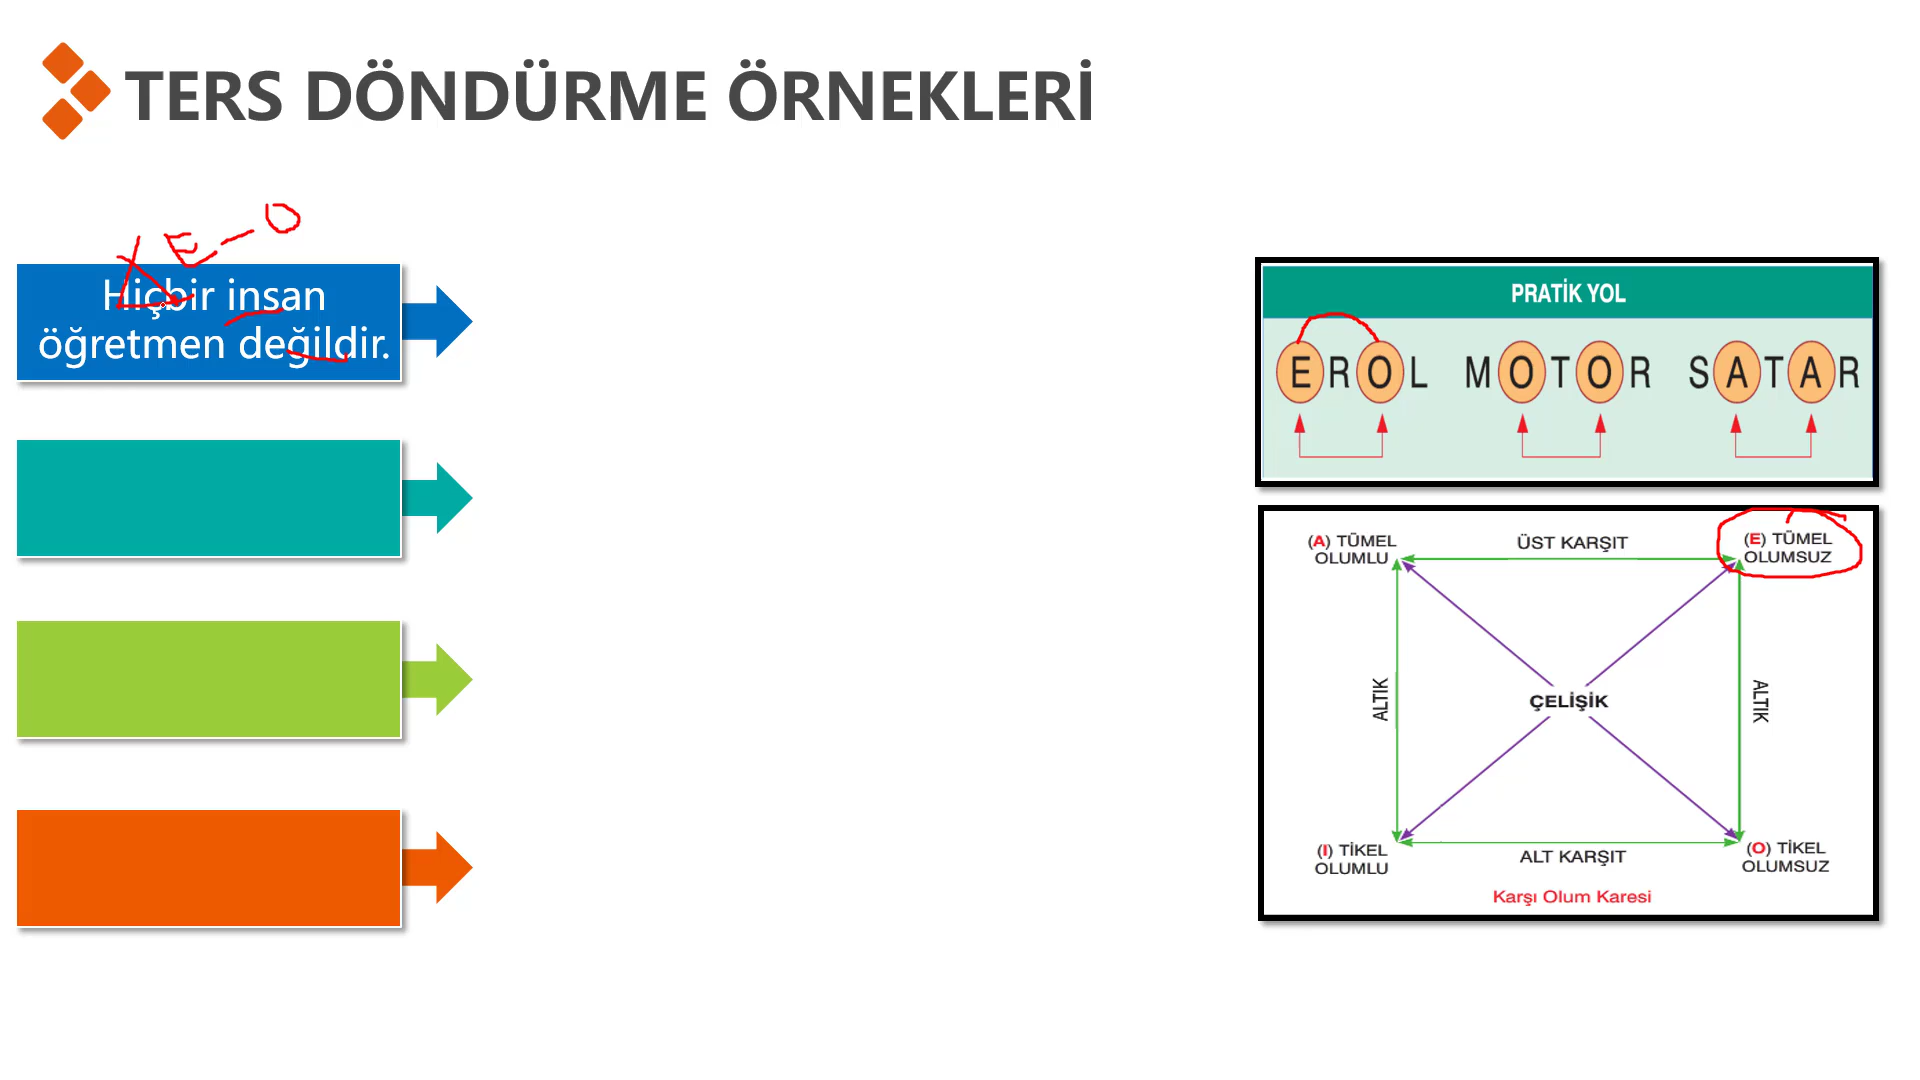 TERS DÖNDÜRME ÖRNEKLERİ
E-O
Hiçbir insan
öğretmen değildir.
PRATİK YOL
EROL MOTOR SATAR
(A) TÜMEL
OLUMLU
ÜST KARŞIT
(E) TÜMEL
OLUMSUZ
ALTIK
ÇELİŞİK
ALTIK
(I) TİKEL
OLUMLU
ALT KARŞIT
(O) TİKEL
OLUMSUZ
Karşı Olum Karesi